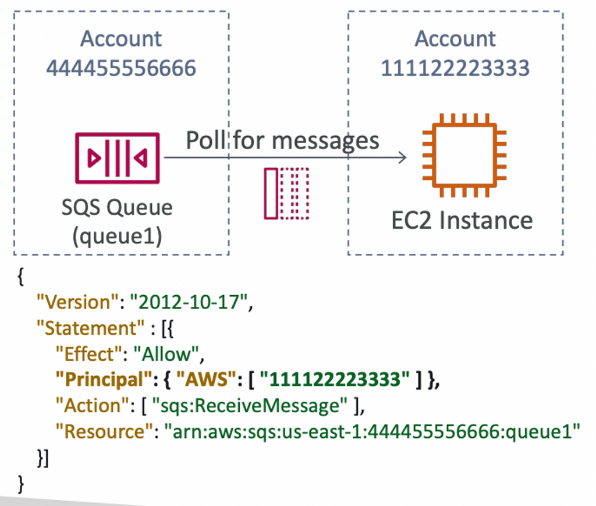 Account
444455556666
Account
111122223333
Poll for messages
SQS Queue
(queue1)
EC2 Instance
{
"Version": "2012-10-17",
"Statement" : [{
"Effect": "Allow",
"Principal": { "AWS": [ "111122223333" ] },
"Action": [ "sqs:ReceiveMessage" ],
"Resource": "arn:aws:sqs:us-east-1:444455556666:queue1"
}]
}